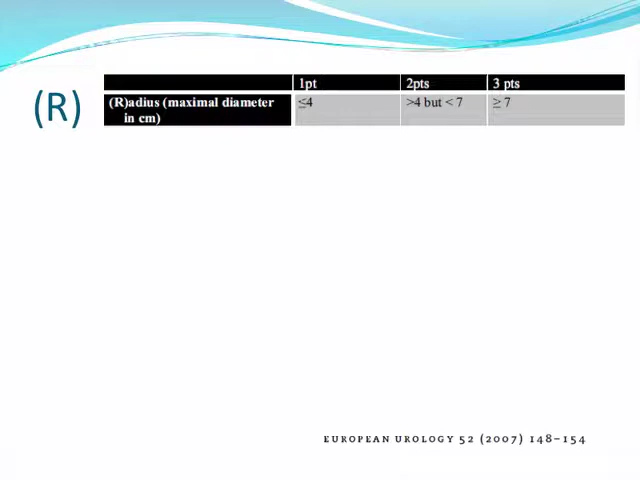 (R)
1pt 2pts 3 pts
(R)adius (maximal diameter ≤4 >4 but < 7 ≥ 7
in cm)
EUROPEAN UROLOGY 52 (2007) 148–154